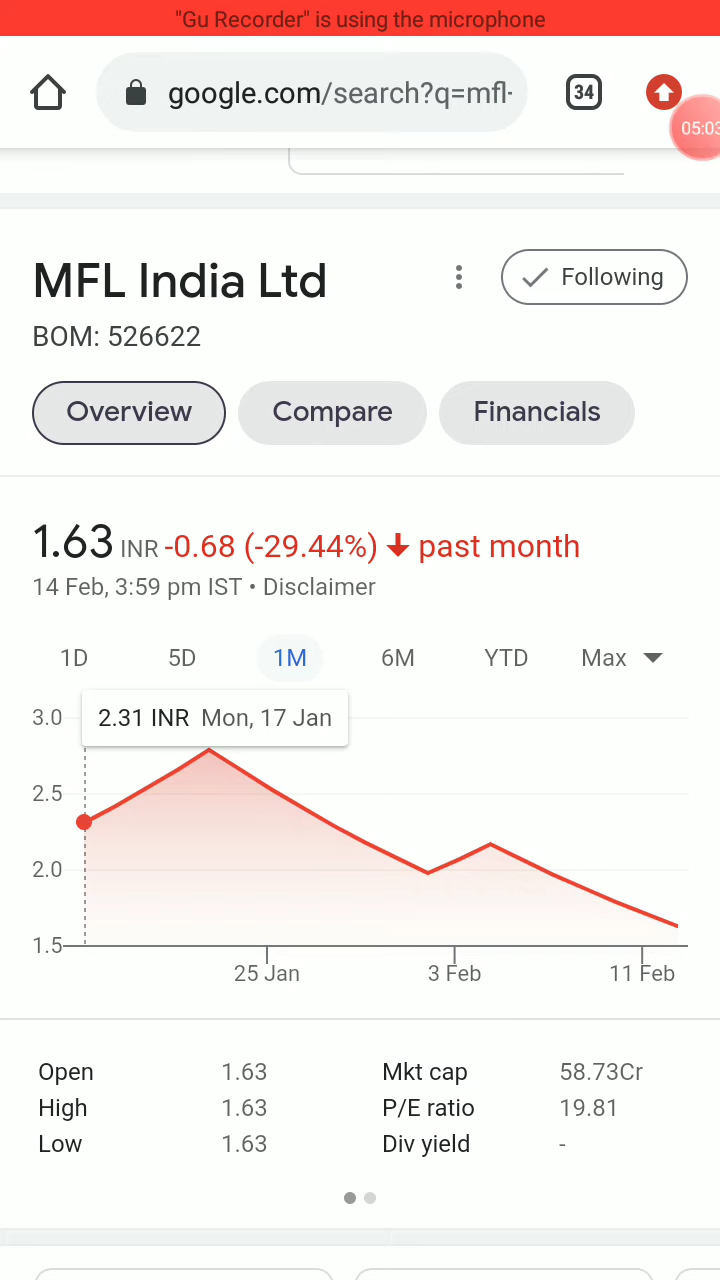 "Gu Recorder" is using the microphone
google.com/search?q=mfl-
34
05:03
MFL India Ltd
Following
BOM: 526622
Overview Compare Financials
1.63 INR -0.68 (-29.44%) past month
14 Feb, 3:59 pm IST • Disclaimer
1D 5D 1M 6M YTD Max
3.0
2.31 INR Mon, 17 Jan
2.5
2.0
1.5
25 Jan 3 Feb 11 Feb
Open 1.63 Mkt cap 58.73Cr
High 1.63 P/E ratio 19.81
Low 1.63 Div yield -